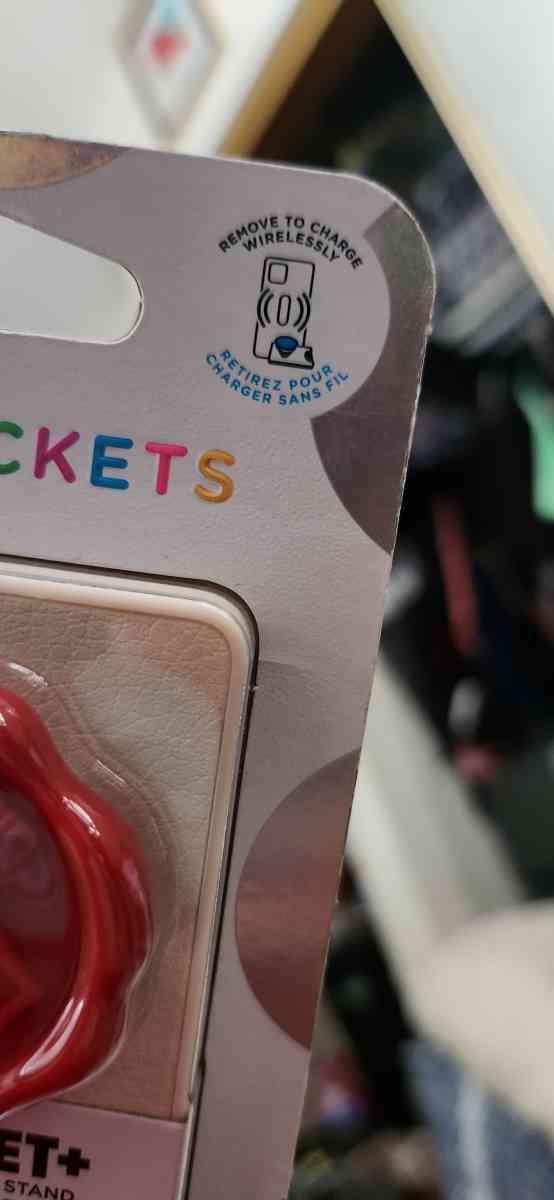 REMOVE TO CHARGE
WIRELESSLY
RETIREZ POUR
CHARGER SANS FIL
CKETS
ET+
STAND